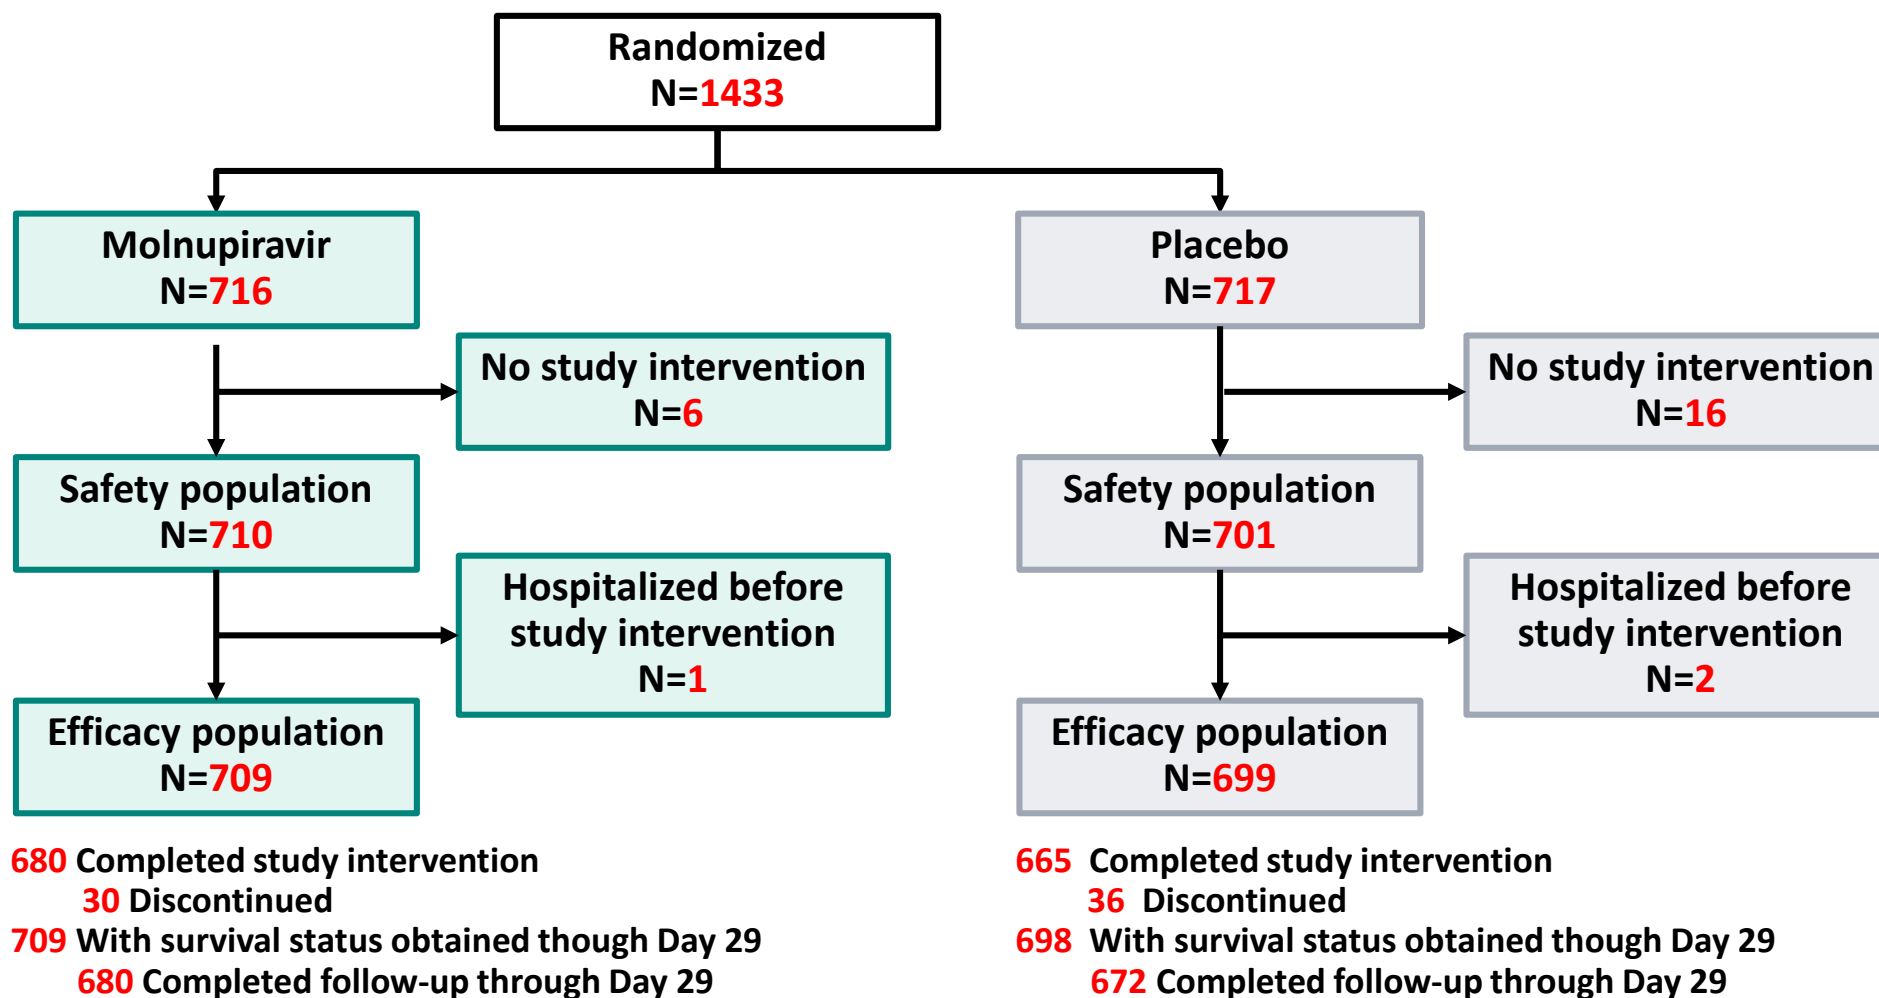 Randomized
N=1433
Molnupiravir
N=716
Placebo
N=717
No study intervention
N=6
No study intervention
N=16
Safety population
N=710
Safety population
N=701
Hospitalized before
study intervention
N=1
Hospitalized before
study intervention
N=2
Efficacy population
N=709
Efficacy population
N=699
680 Completed study intervention
30 Discontinued
709 With survival status obtained though Day 29
680 Completed follow-up through Day 29
665 Completed study intervention
36 Discontinued
698 With survival status obtained though Day 29
672 Completed follow-up through Day 29